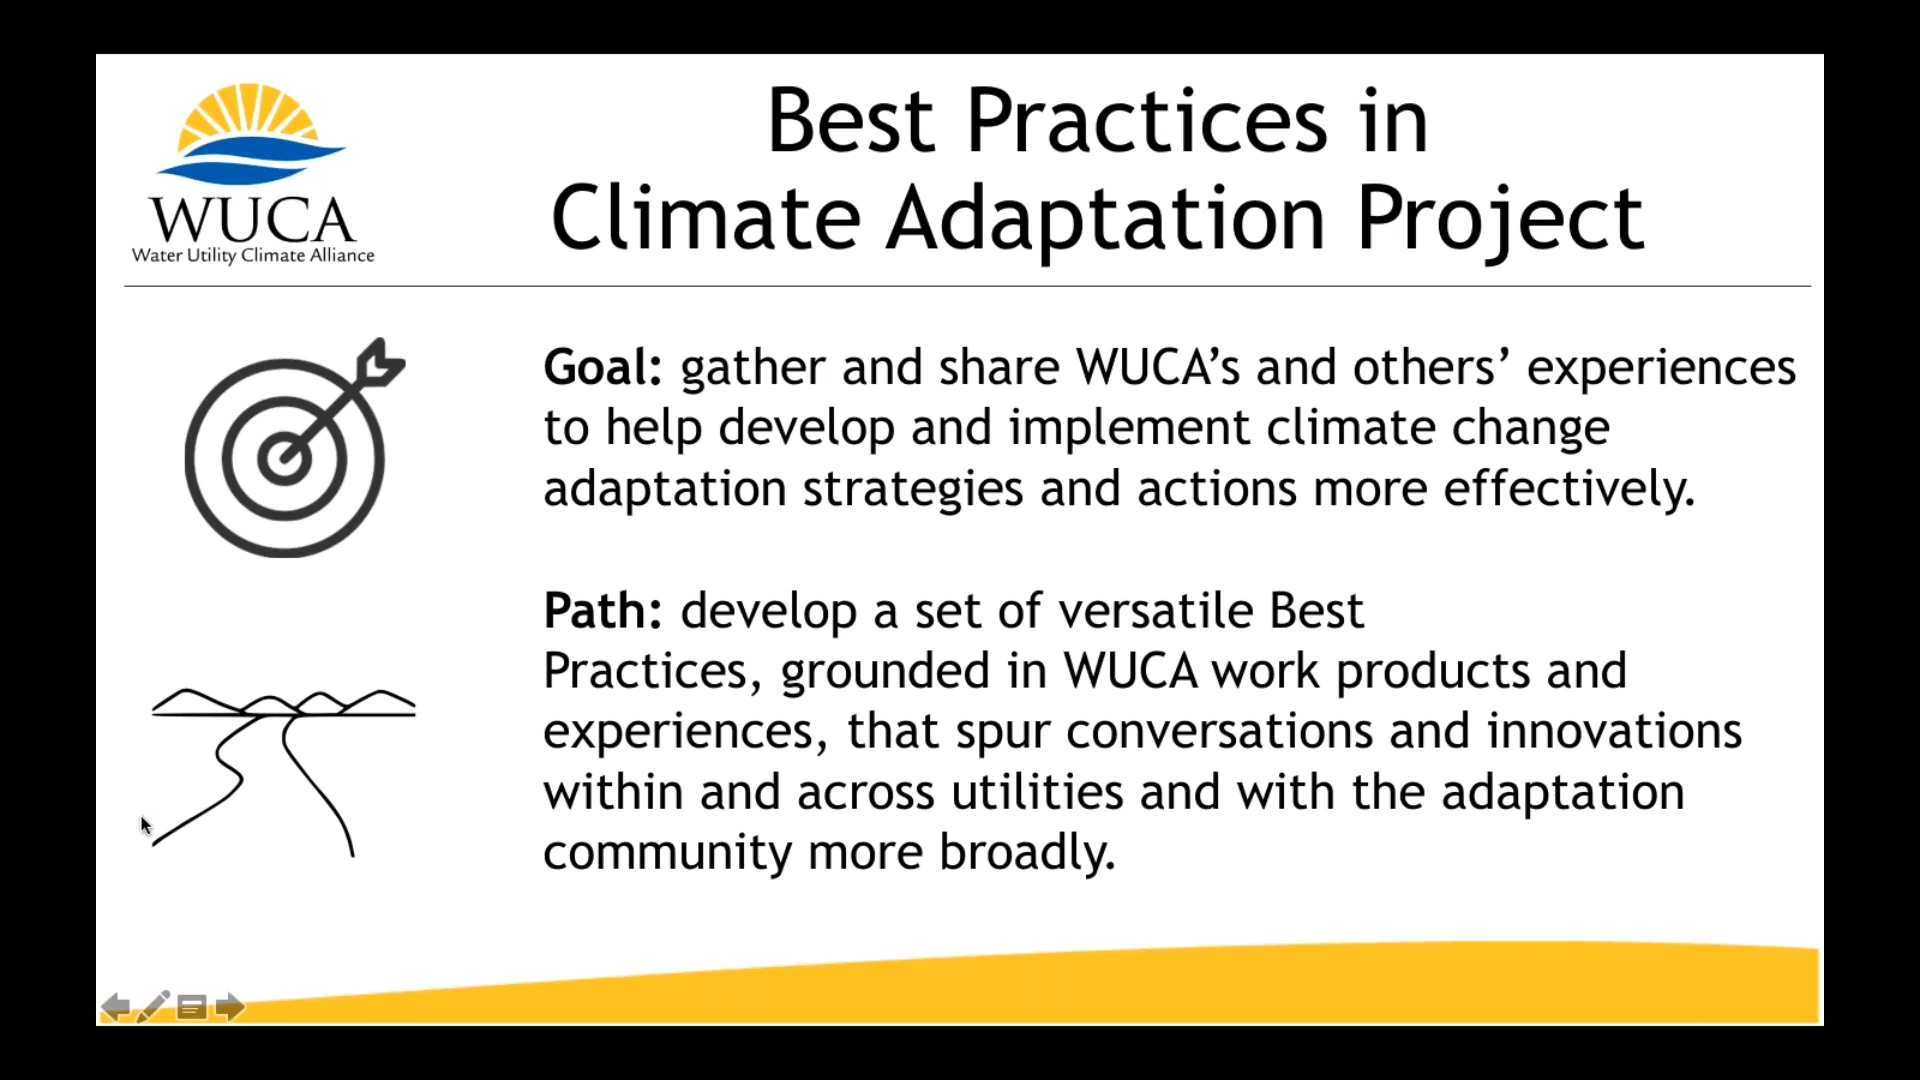 WUCA
Water Utility Climate Alliance
Best Practices in
Climate Adaptation Project
Goal: gather and share WUCA’s and others’ experiences
to help develop and implement climate change
adaptation strategies and actions more effectively.
Path: develop a set of versatile Best
Practices, grounded in WUCA work products and
experiences, that spur conversations and innovations
within and across utilities and with the adaptation
community more broadly.